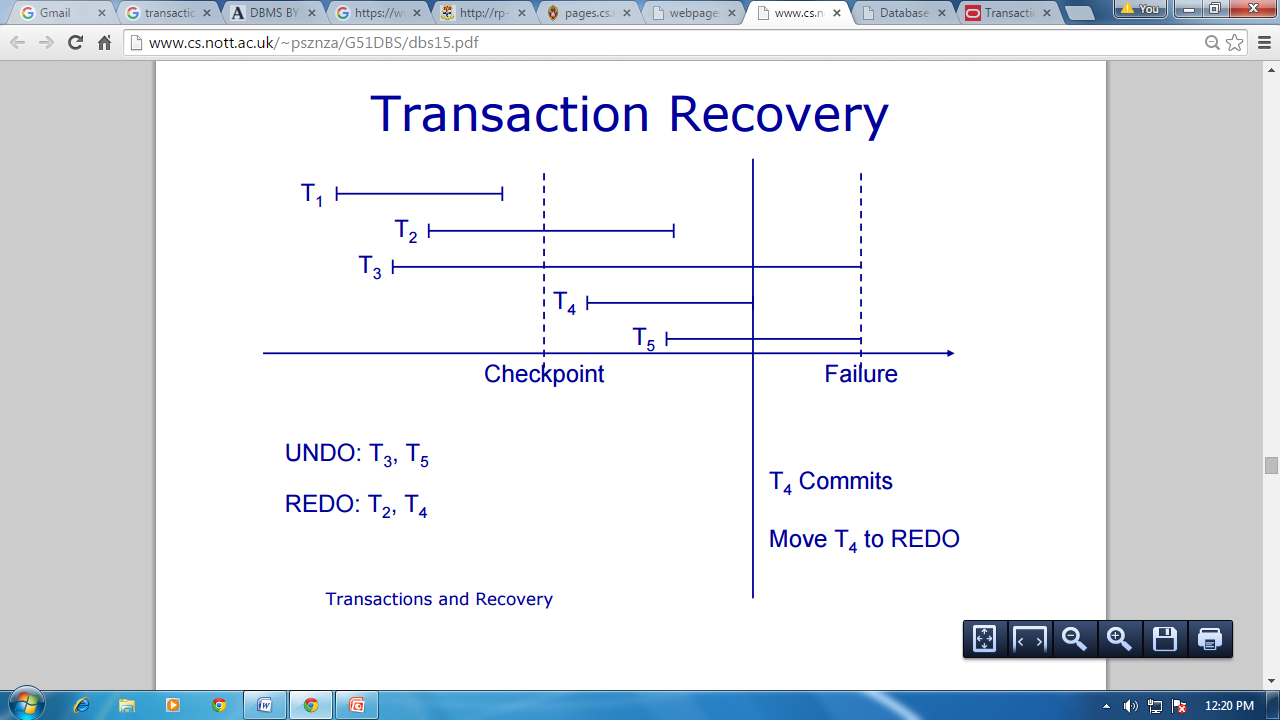 Gmail
transactic
DBMS BY
https://w
http://rp-
pages.cs.
webpage
www.cs.n
Database
Transacti
You
www.cs.nott.ac.uk/~psznza/G51DBS/dbs15.pdf
Transaction Recovery
T1
T2
T3
T4
T5
Checkpoint Failure
UNDO: T3, T5
T4 Commits
REDO: T2, T4
Move T4 to REDO
Transactions and Recovery
12:20 PM